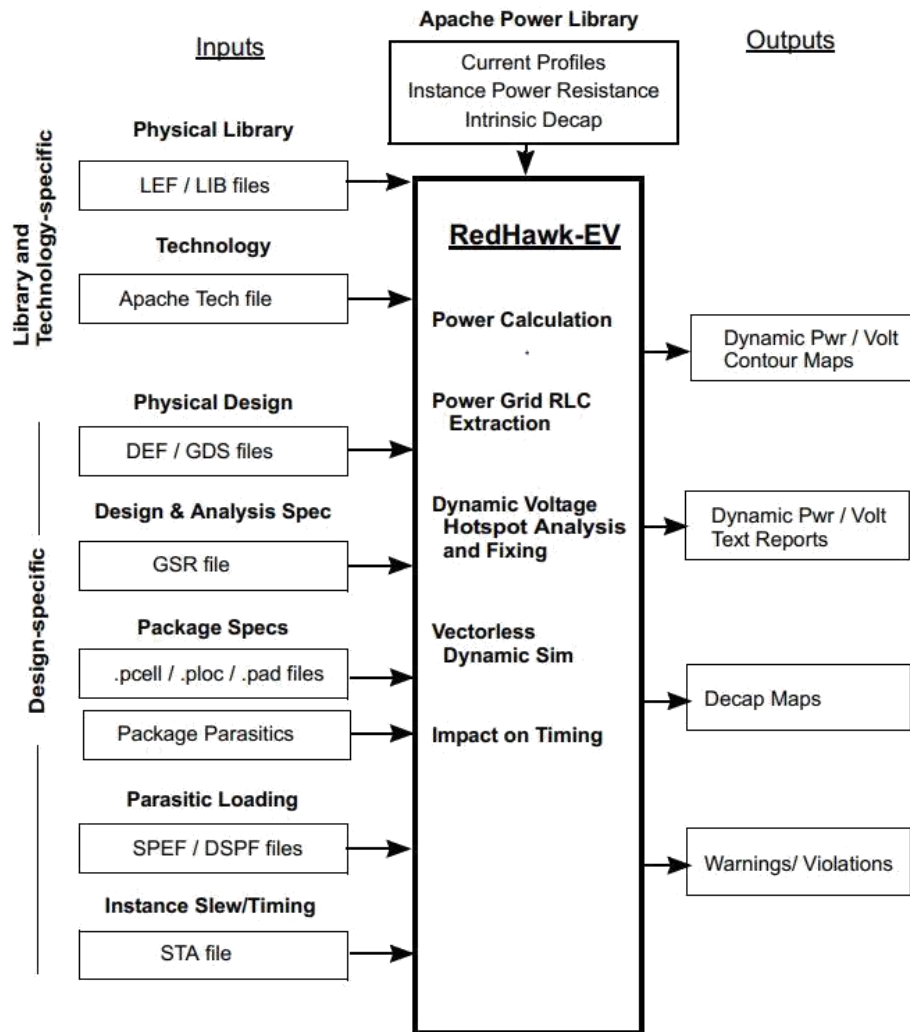 Apache Power Library
Inputs
Outputs
Current Profiles
Instance Power Resistance
Intrinsic Decap
Library and
Technology-specific
Physical Library
LEF / LIB files
Technology
Apache Tech file
Design-specific
Physical Design
DEF / GDS files
Design & Analysis Spec
GSR file
Package Specs
.pcell / .ploc / .pad files
Package Parasitics
Parasitic Loading
SPEF / DSPF files
Instance Slew/Timing
STA file
RedHawk-EV
Power Calculation
Power Grid RLC
Extraction
Dynamic Voltage
Hotspot Analysis
and Fixing
Vectorless
Dynamic Sim
Impact on Timing
Dynamic Pwr / Volt
Contour Maps
Dynamic Pwr / Volt
Text Reports
Decap Maps
Warnings/ Violations